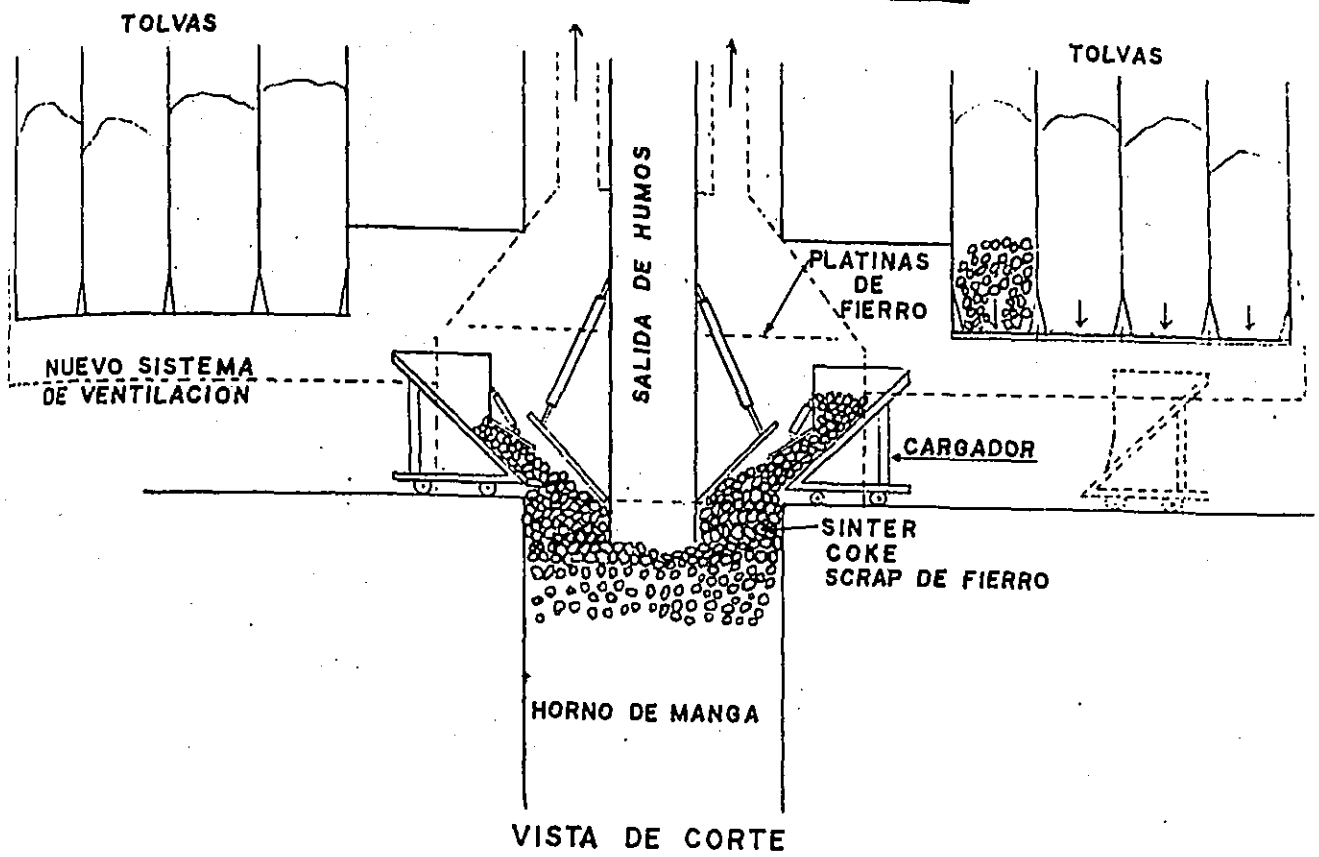 TOLVAS
TOLVAS
SALIDA DE HUMOS
PLATINAS
DE
FIERRO
NUEVO SISTEMA
DE VENTILACION
CARGADOR
SINTER
COKE
SCRAP DE FIERRO
HORNO DE MANGA
VISTA DE CORTE